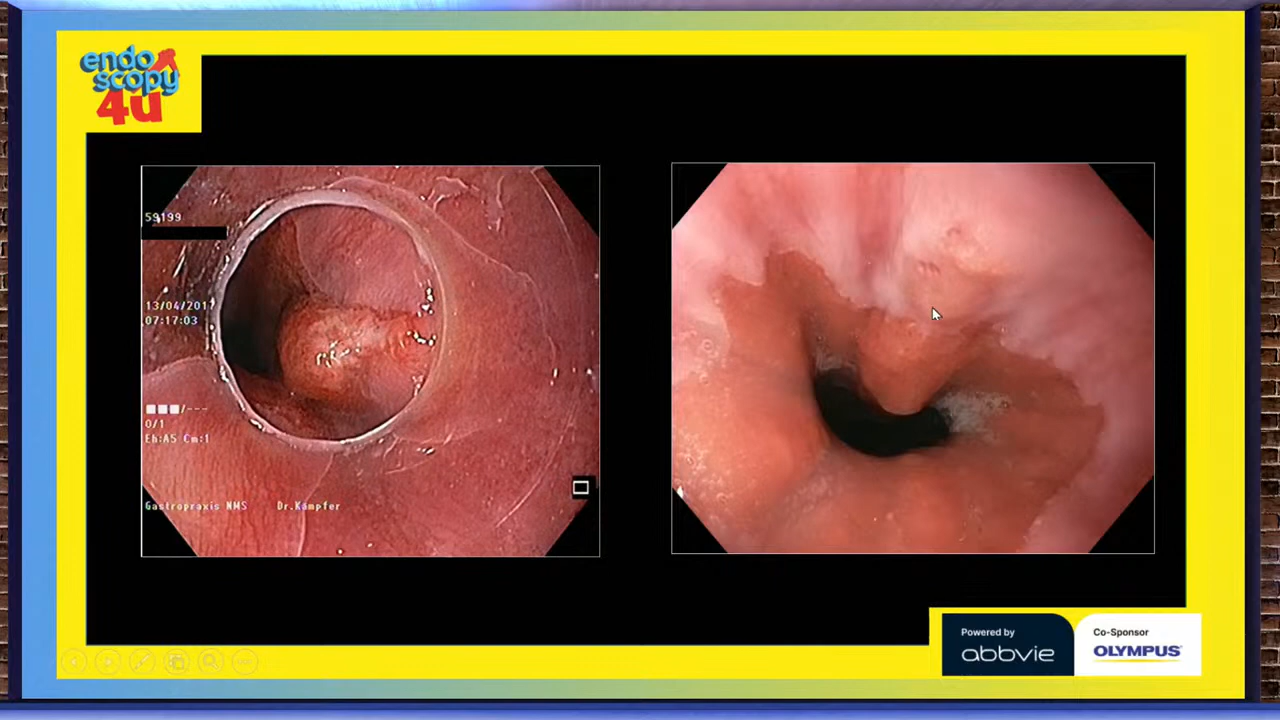 endo
scopy
4u
59199
13/04/2017
07:17:03
0/1
Eh:A5 Cm:1
Gastropraxis NMS Dr.Kämpfer
Powered by
abbvie
Co-Sponsor
OLYMPUS